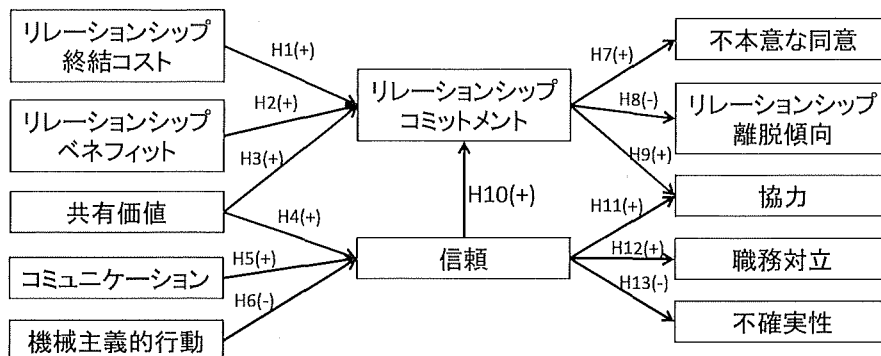 リレーションシップ
終結コスト
リレーションシップ
ベネフィット
共有価値
コミュニケーション
機械主義的行動
H1(+)
H2(+)
H3(+)
H4(+)
H5(+)
H6(-)
リレーションシップ
コミットメント
H10(+)
信頼
H7(+)
H8(-)
H9(+)
H11(+)
H12(+)
H13(-)
不本意な同意
リレーションシップ
離脱傾向
協力
職務対立
不確実性